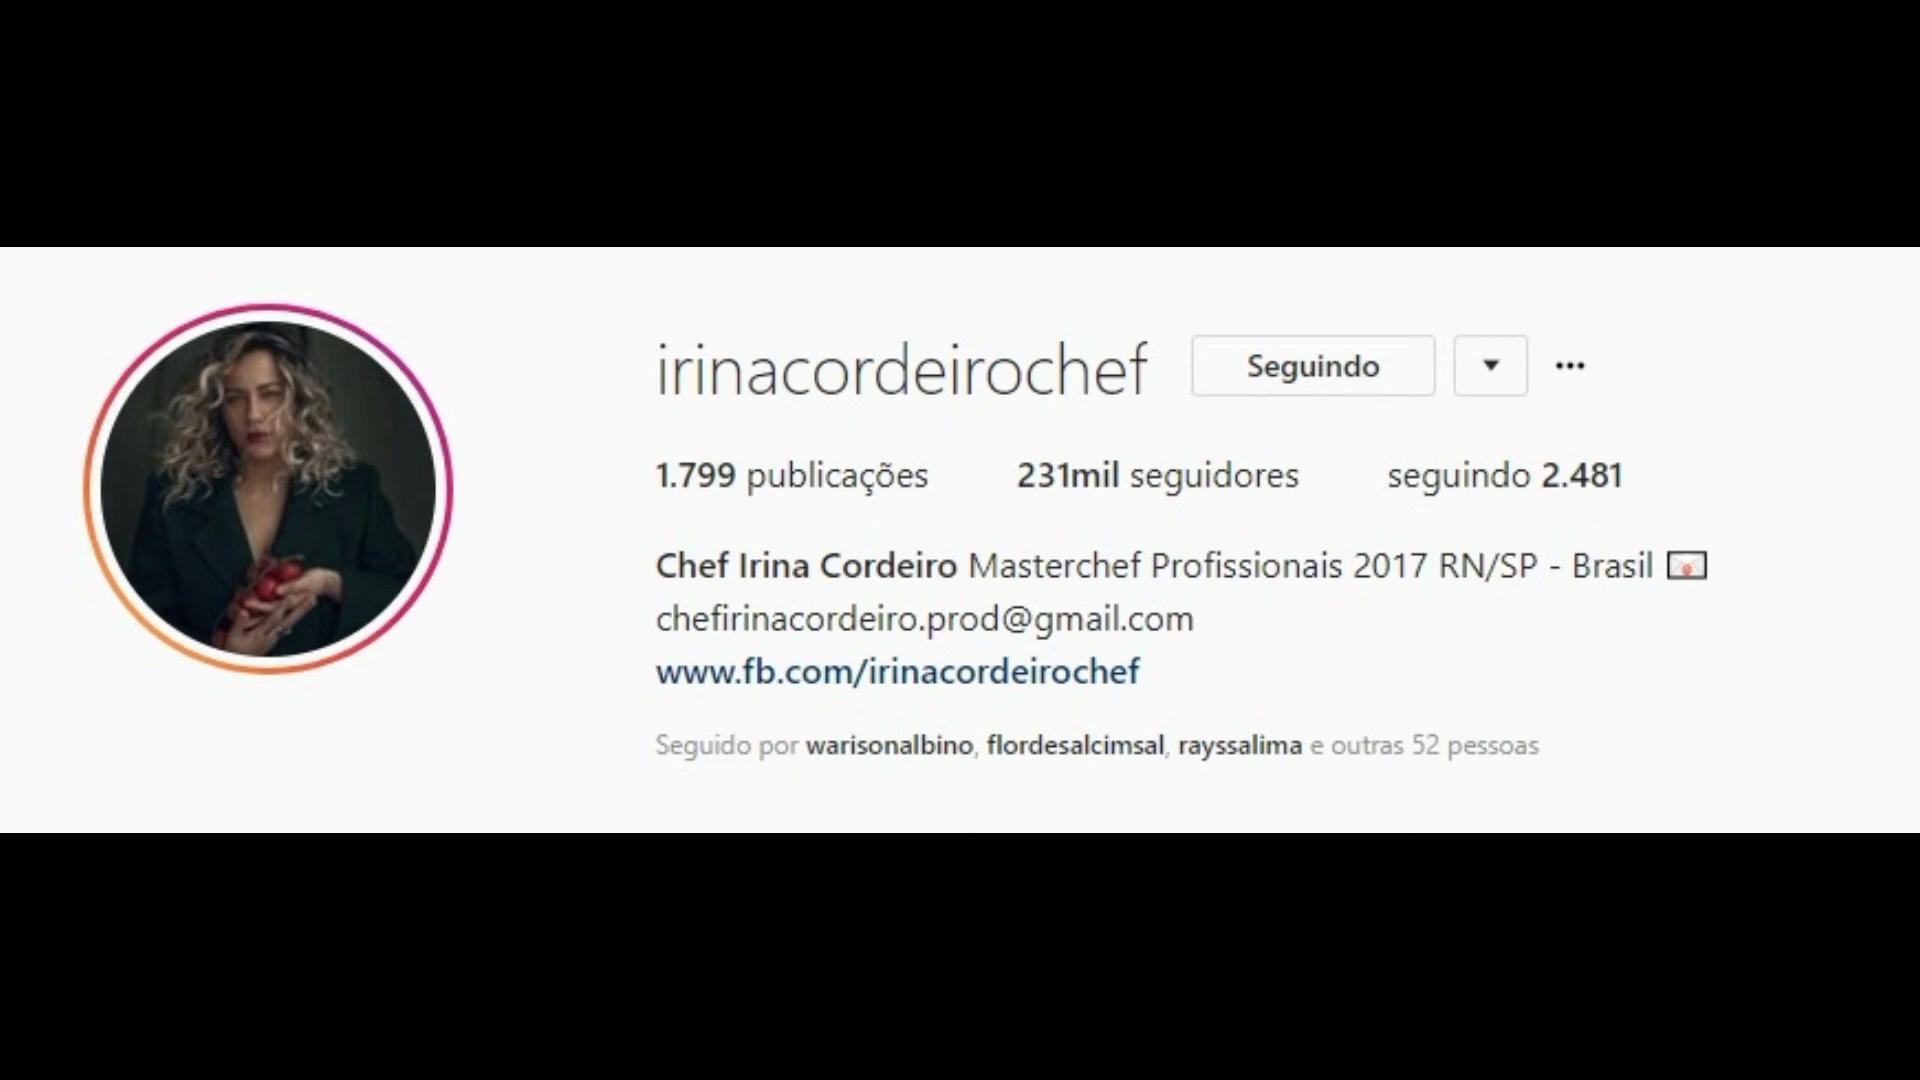 irinacordeirochef Seguindo
1.799 publicações 231mil seguidores seguindo 2.481
Chef Irina Cordeiro Masterchef Profissionais 2017 RN/SP - Brasil
chefirinacordeiro.prod@gmail.com
www.fb.com/irinacordeirochef
Seguido por warisonalbino, flordesalcimsal, rayssalima e outras 52 pessoas